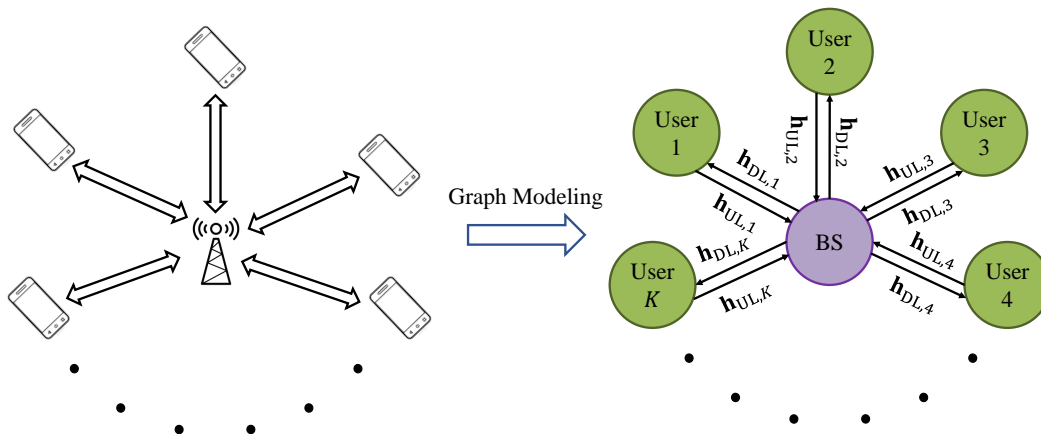 User
2
User
1
User
3
h_UL,2
h_DL,2
h_DL,1
h_UL,1
h_UL,3
h_DL,3
Graph Modeling
BS
h_DL,K
h_UL,K
h_UL,4
h_DL,4
User
K
User
4